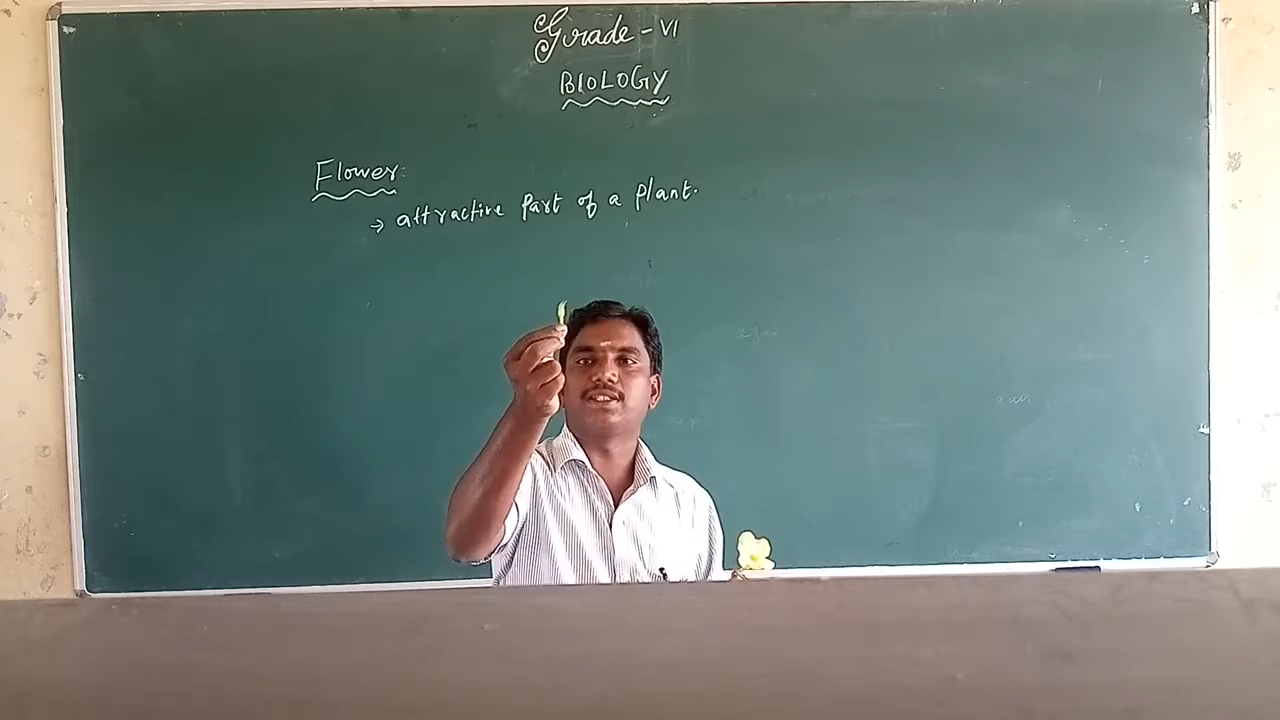 Grade - VI
BIOLOGY
Flower:
→ attractive part of a plant.